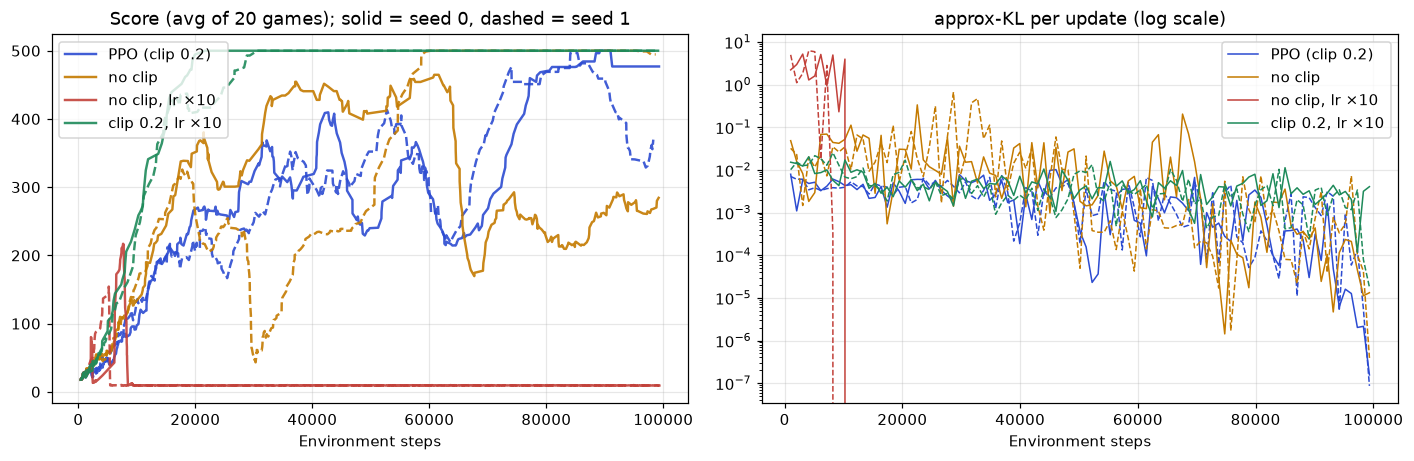 Score (avg of 20 games); solid = seed 0, dashed = seed 1
500
400
300
200
100
0
PPO (clip 0.2)
no clip
no clip, lr ×10
clip 0.2, lr ×10
0
20000
40000
60000
80000
100000
Environment steps
approx-KL per update (log scale)
10¹
10⁰
10⁻¹
10⁻²
10⁻³
10⁻⁴
10⁻⁵
10⁻⁶
10⁻⁷
PPO (clip 0.2)
no clip
no clip, lr ×10
clip 0.2, lr ×10
0
20000
40000
60000
80000
100000
Environment steps